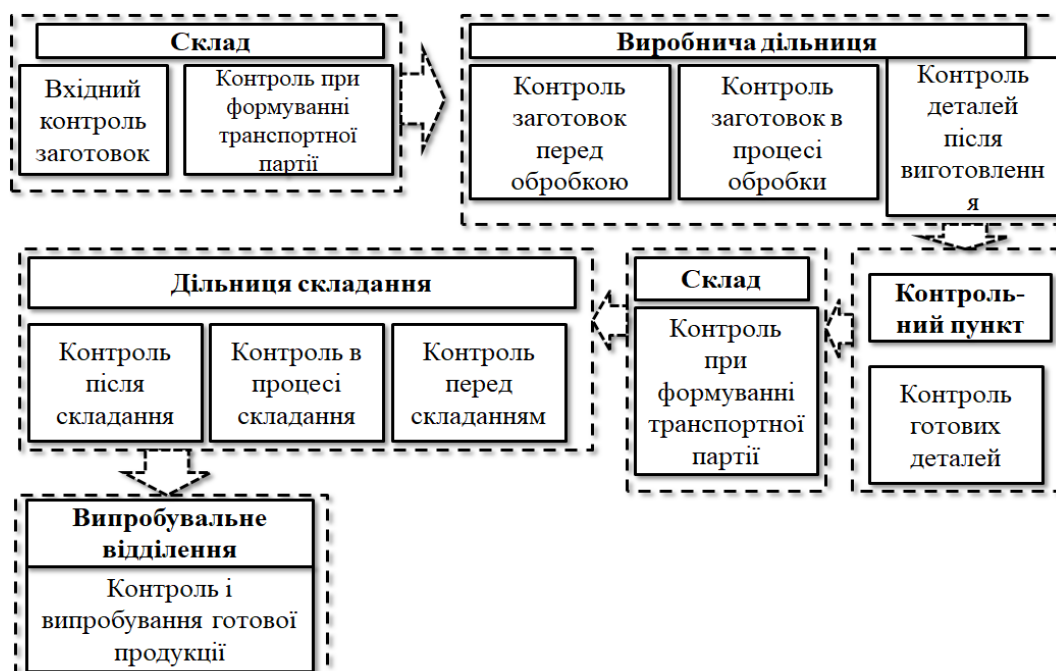 Склад
Вхідний
контроль
заготовок
Контроль при
формуванні
транспортної
партії
Виробнича дільниця
Контроль
заготовок
перед
обробкою
Контроль
заготовок в
процесі
обробки
Контроль
деталей
після
виготовленн
я
Контроль-
ний пункт
Контроль
готових
деталей
Склад
Контроль
при
формуванні
транспортної
партії
Дільниця складання
Контроль
після
складання
Контроль в
процесі
складання
Контроль
перед
складанням
Випробувальне
відділення
Контроль і
випробування готової
продукції